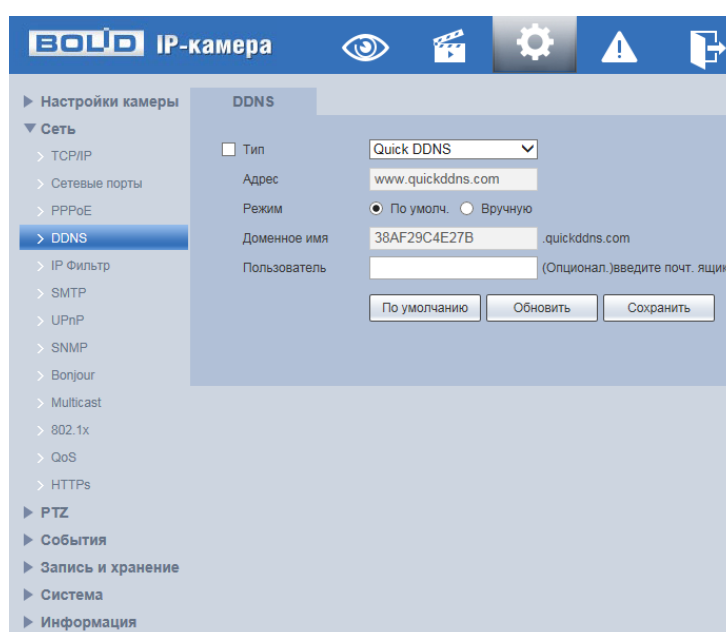 BOLID IP-камера
Настройки камеры
DDNS
Сеть
TCP/IP
Тип
Quick DDNS
Сетевые порты
Адрес
www.quickddns.com
PPPoE
Режим
По умолч.
Вручную
DDNS
Доменное имя
38AF29C4E27B
.quickddns.com
IP Фильтр
Пользователь
(Опционал.)введите почт. ящик
SMTP
По умолчанию
Обновить
Сохранить
UPnP
SNMP
Bonjour
Multicast
802.1x
QoS
HTTPs
PTZ
События
Запись и хранение
Система
Информация